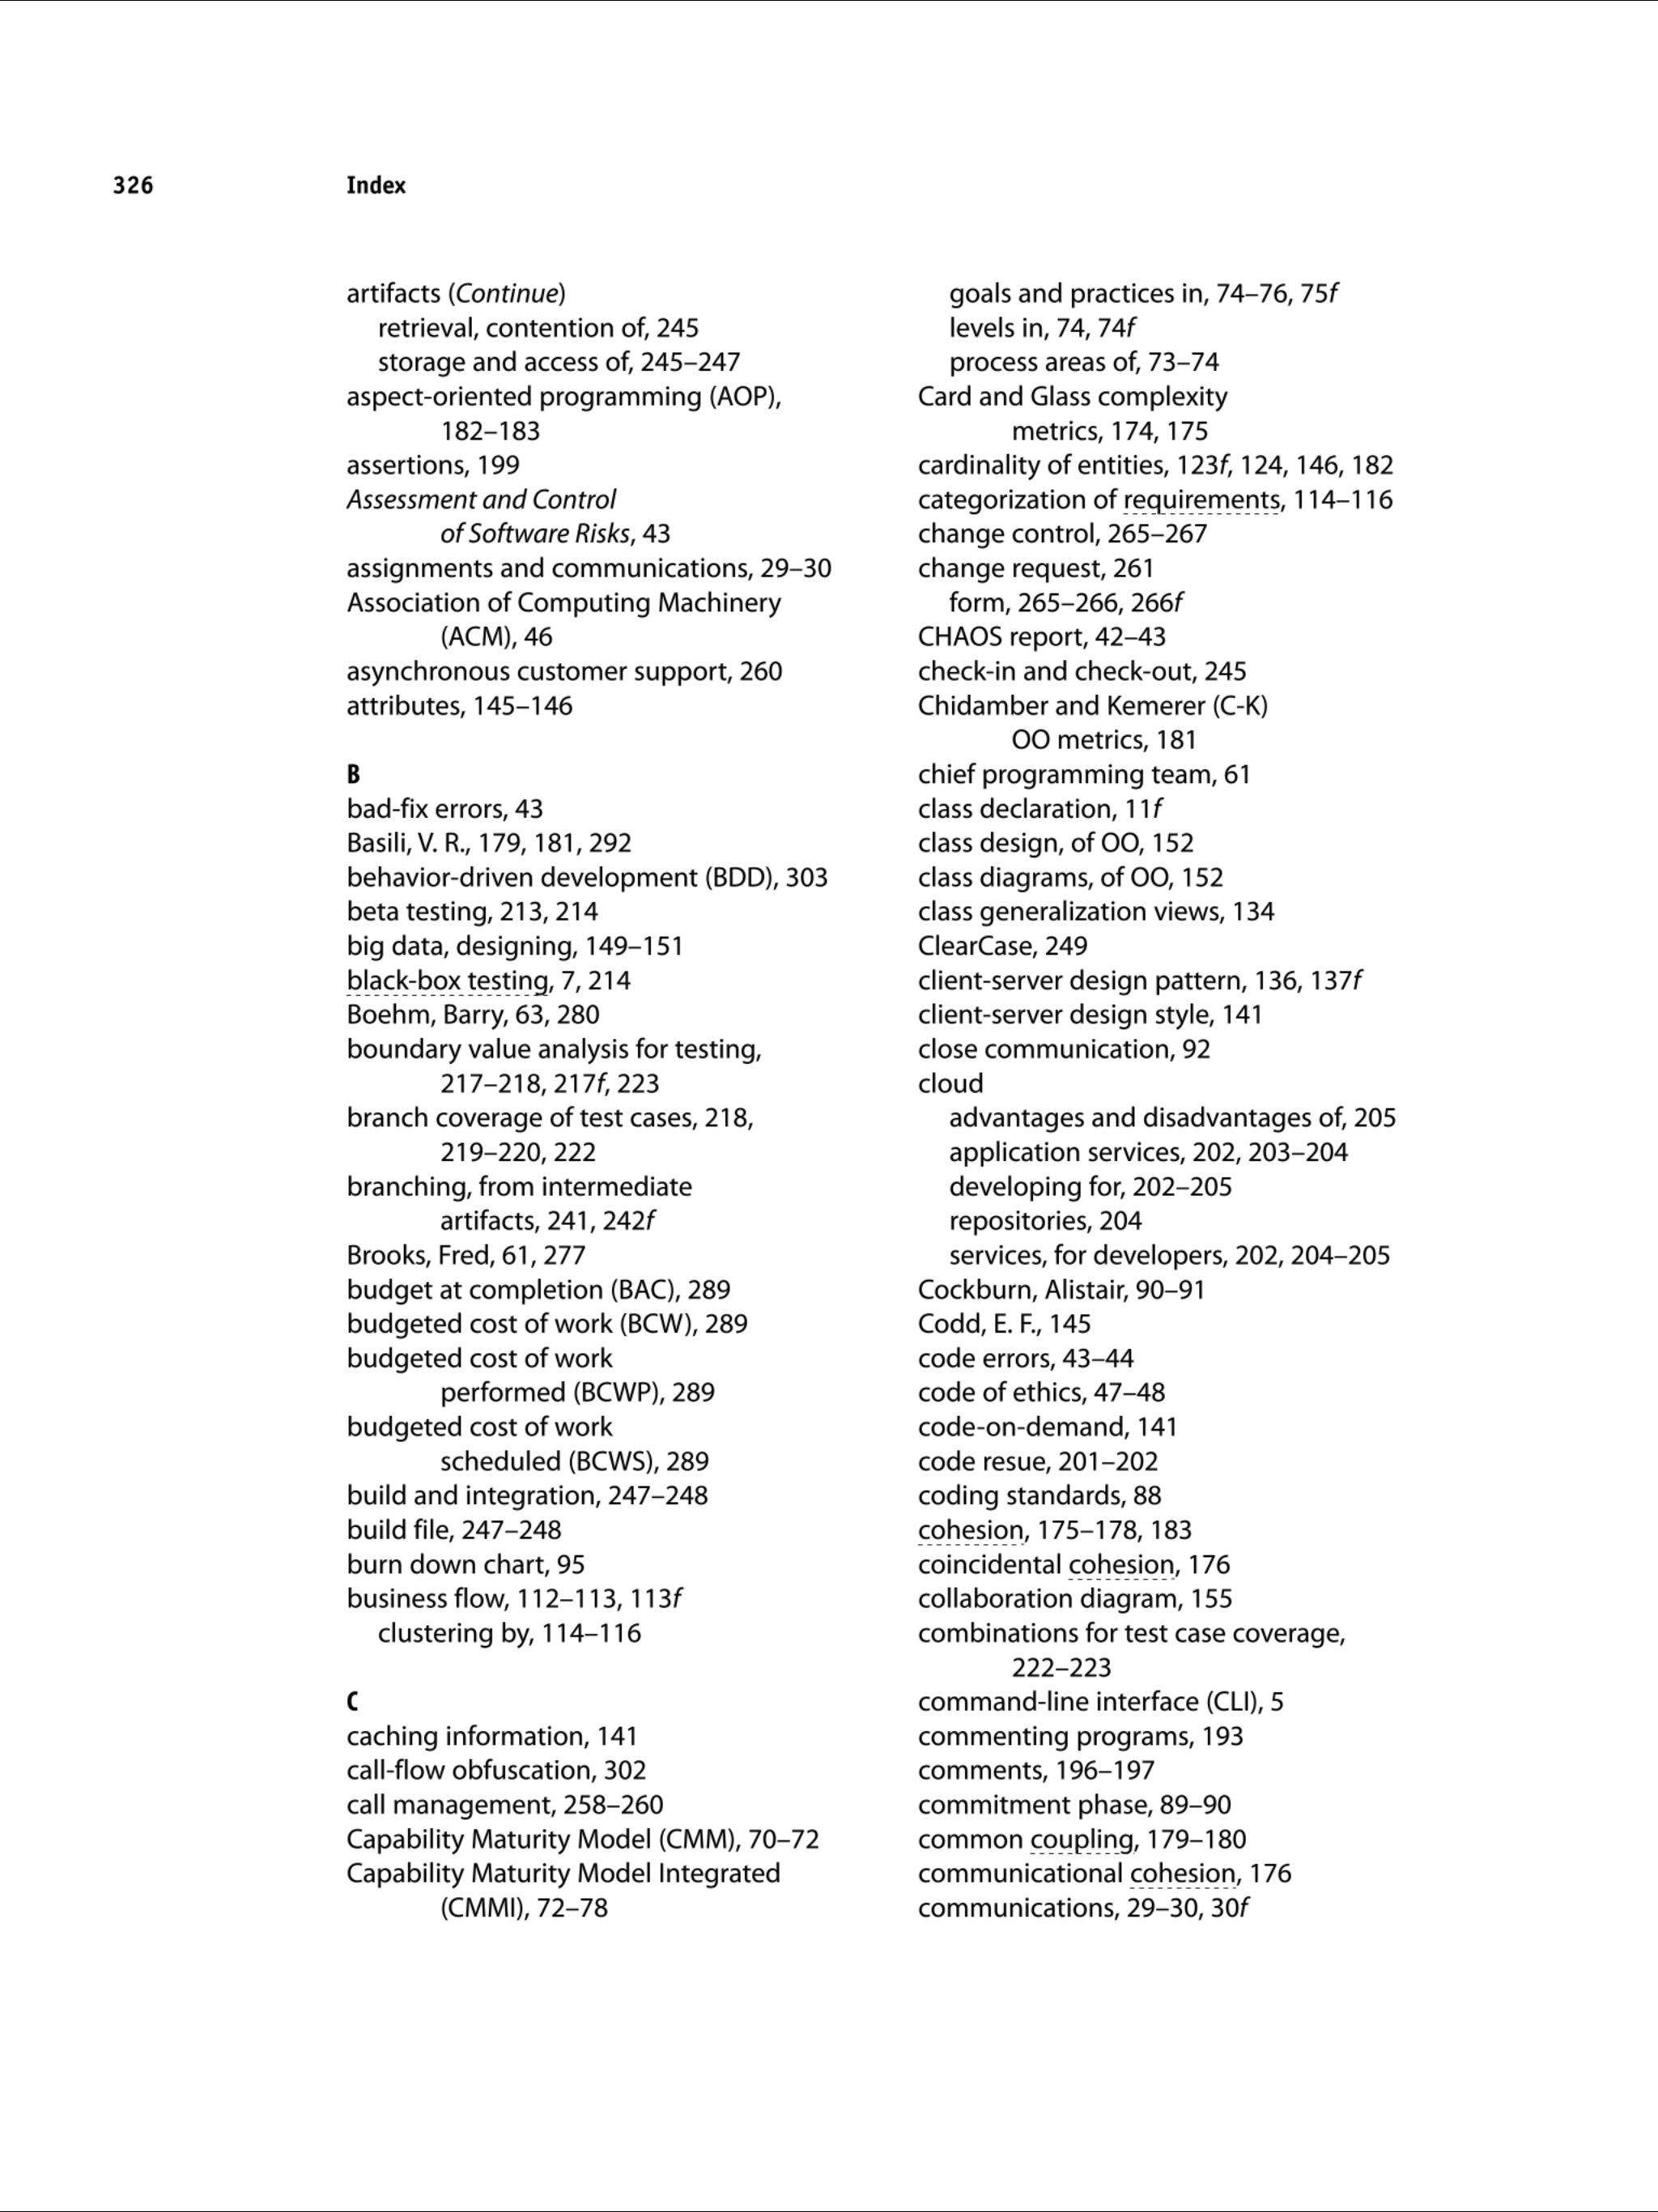 326 Index
artifacts (Continue)
retrieval, contention of, 245
storage and access of, 245–247
aspect-oriented programming (AOP),
182–183
assertions, 199
Assessment and Control
of Software Risks, 43
assignments and communications, 29–30
Association of Computing Machinery
(ACM), 46
asynchronous customer support, 260
attributes, 145–146
B
bad-fix errors, 43
Basili, V. R., 179, 181, 292
behavior-driven development (BDD), 303
beta testing, 213, 214
big data, designing, 149–151
black-box testing, 7, 214
Boehm, Barry, 63, 280
boundary value analysis for testing,
217–218, 217f, 223
branch coverage of test cases, 218,
219–220, 222
branching, from intermediate
artifacts, 241, 242f
Brooks, Fred, 61, 277
budget at completion (BAC), 289
budgeted cost of work (BCW), 289
budgeted cost of work
performed (BCWP), 289
budgeted cost of work
scheduled (BCWS), 289
build and integration, 247–248
build file, 247–248
burn down chart, 95
business flow, 112–113, 113f
clustering by, 114–116
C
caching information, 141
call-flow obfuscation, 302
call management, 258–260
Capability Maturity Model (CMM), 70–72
Capability Maturity Model Integrated
(CMMI), 72–78
goals and practices in, 74–76, 75f
levels in, 74, 74f
process areas of, 73–74
Card and Glass complexity
metrics, 174, 175
cardinality of entities, 123f, 124, 146, 182
categorization of requirements, 114–116
change control, 265–267
change request, 261
form, 265–266, 266f
CHAOS report, 42–43
check-in and check-out, 245
Chidamber and Kemerer (C-K)
OO metrics, 181
chief programming team, 61
class declaration, 11f
class design, of OO, 152
class diagrams, of OO, 152
class generalization views, 134
ClearCase, 249
client-server design pattern, 136, 137f
client-server design style, 141
close communication, 92
cloud
advantages and disadvantages of, 205
application services, 202, 203–204
developing for, 202–205
repositories, 204
services, for developers, 202, 204–205
Cockburn, Alistair, 90–91
Codd, E. F., 145
code errors, 43–44
code of ethics, 47–48
code-on-demand, 141
code resue, 201–202
coding standards, 88
cohesion, 175–178, 183
coincidental cohesion, 176
collaboration diagram, 155
combinations for test case coverage,
222–223
command-line interface (CLI), 5
commenting programs, 193
comments, 196–197
commitment phase, 89–90
common coupling, 179–180
communicational cohesion, 176
communications, 29–30, 30f